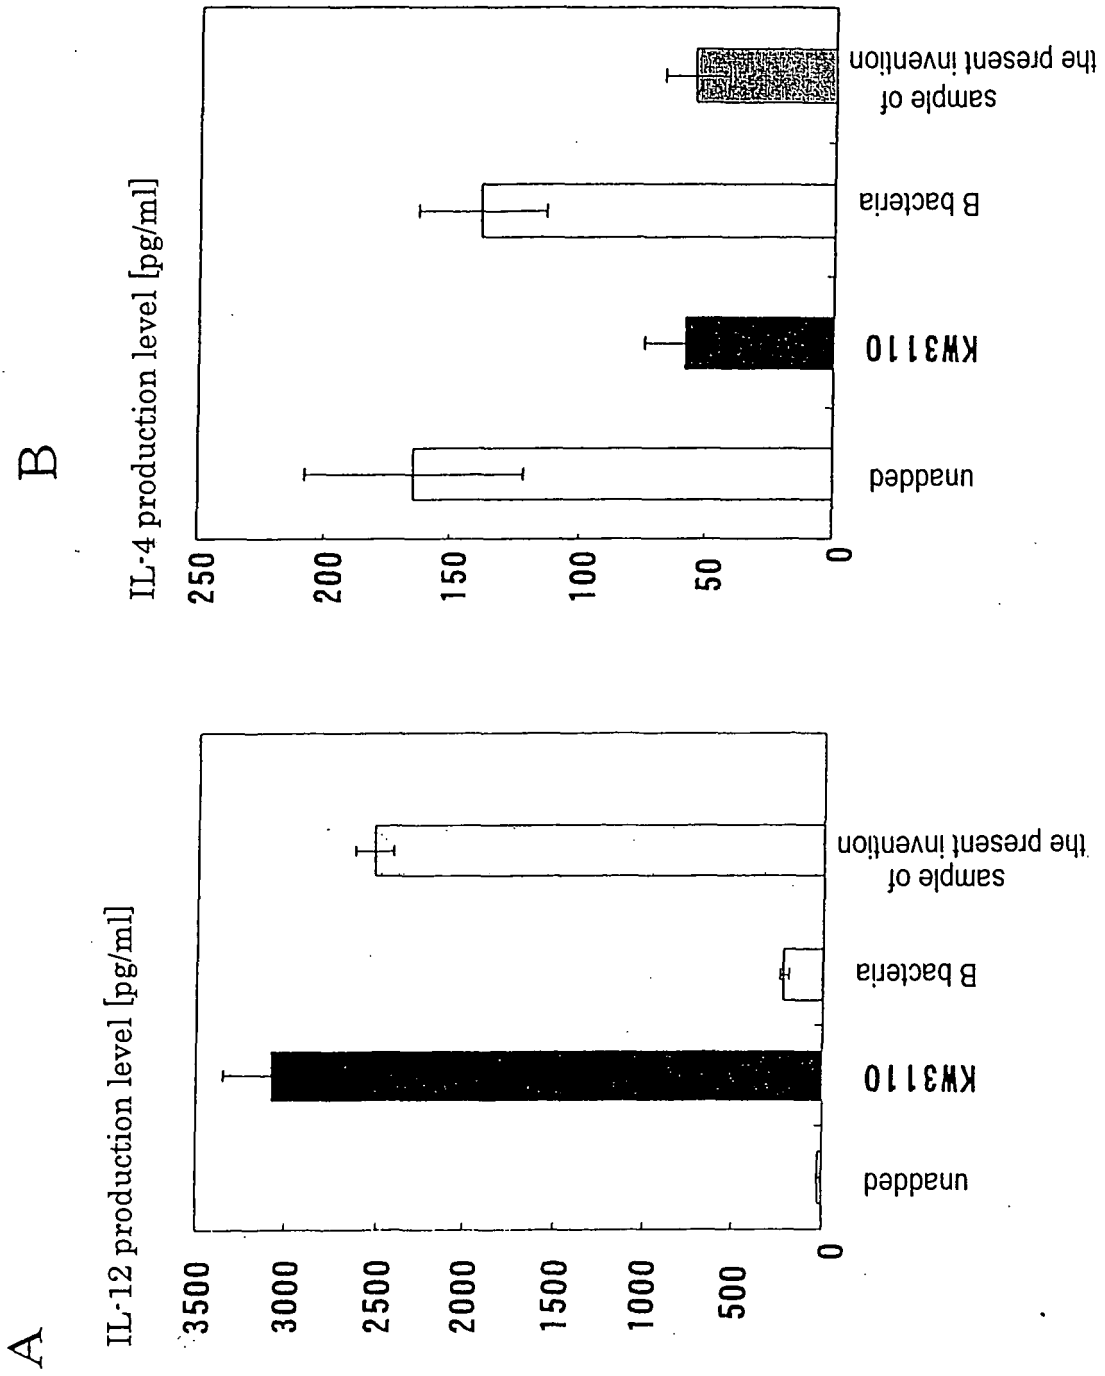 A
IL-12 production level [pg/ml]
3500
3000
2500
2000
1500
1000
500
0
unadded
KW3110
B bacteria
sample of
the present invention
B
IL-4 production level [pg/ml]
250
200
150
100
50
0
unadded
KW3110
B bacteria
sample of
the present invention